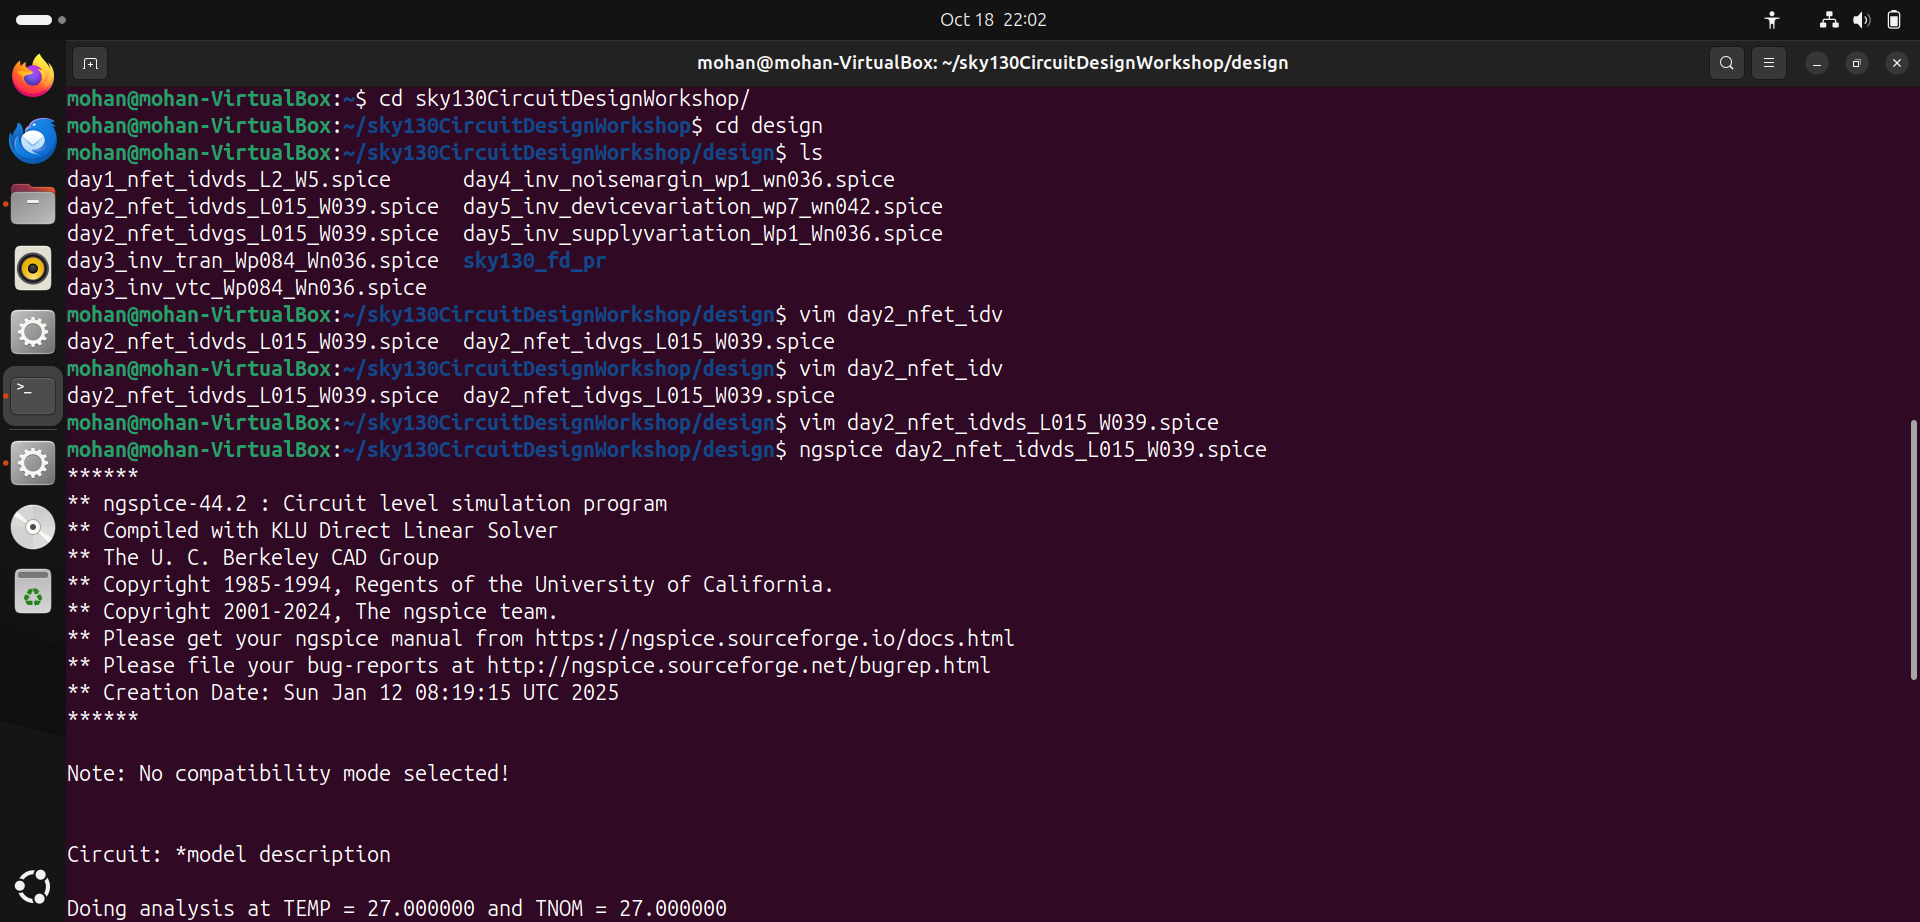 Oct 18 22:02
mohan@mohan-VirtualBox: ~/sky130CircuitDesignWorkshop/design
mohan@mohan-VirtualBox:~$ cd sky130CircuitDesignWorkshop/
mohan@mohan-VirtualBox:~/sky130CircuitDesignWorkshop$ cd design
mohan@mohan-VirtualBox:~/sky130CircuitDesignWorkshop/design$ ls
day1_nfet_idvds_L2_W5.spice day4_inv_noisemargin_wp1_wn036.spice
day2_nfet_idvds_L015_W039.spice day5_inv_devicevariation_wp7_wn042.spice
day2_nfet_idvgs_L015_W039.spice day5_inv_supplyvariation_Wp1_Wn036.spice
day3_inv_tran_Wp084_Wn036.spice sky130_fd_pr
day3_inv_vtc_Wp084_Wn036.spice
mohan@mohan-VirtualBox:~/sky130CircuitDesignWorkshop/design$ vim day2_nfet_idv
day2_nfet_idvds_L015_W039.spice day2_nfet_idvgs_L015_W039.spice
mohan@mohan-VirtualBox:~/sky130CircuitDesignWorkshop/design$ vim day2_nfet_idv
day2_nfet_idvds_L015_W039.spice day2_nfet_idvgs_L015_W039.spice
mohan@mohan-VirtualBox:~/sky130CircuitDesignWorkshop/design$ vim day2_nfet_idvds_L015_W039.spice
mohan@mohan-VirtualBox:~/sky130CircuitDesignWorkshop/design$ ngspice day2_nfet_idvds_L015_W039.spice
******
** ngspice-44.2 : Circuit level simulation program
** Compiled with KLU Direct Linear Solver
** The U. C. Berkeley CAD Group
** Copyright 1985-1994, Regents of the University of California.
** Copyright 2001-2024, The ngspice team.
** Please get your ngspice manual from https://ngspice.sourceforge.io/docs.html
** Please file your bug-reports at http://ngspice.sourceforge.net/bugrep.html
** Creation Date: Sun Jan 12 08:19:15 UTC 2025
******
Note: No compatibility mode selected!
Circuit: *model description
Doing analysis at TEMP = 27.000000 and TNOM = 27.000000